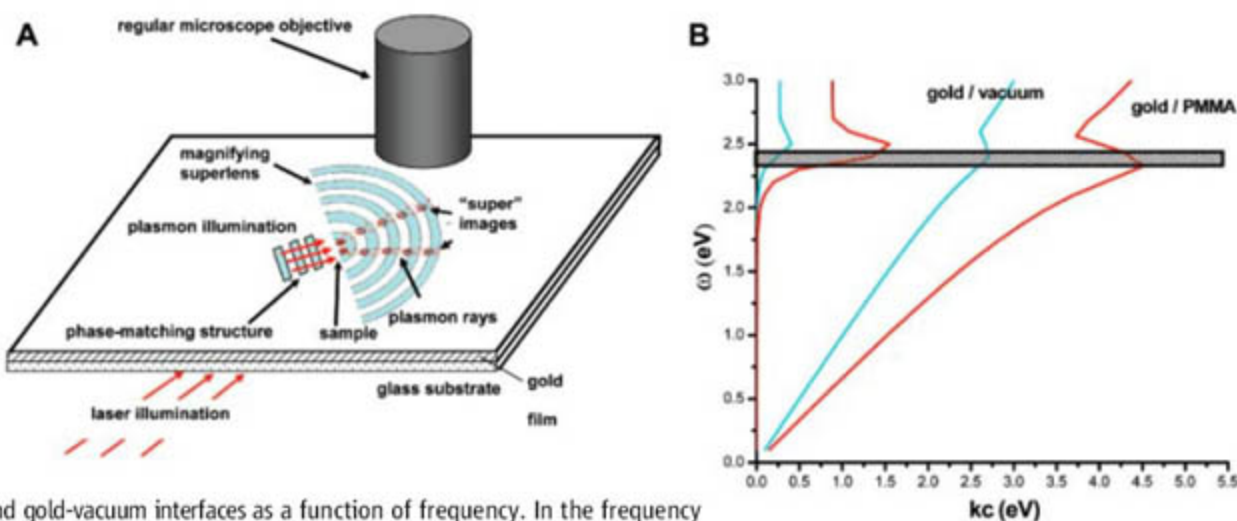 A
regular microscope objective
magnifying
superlens
plasmon illumination
"super"
images
phase-matching structure
sample
plasmon rays
glass substrate
gold
film
laser illumination
B
gold / vacuum
gold / PMMA
3.0
2.5
2.0
1.5
1.0
0.5
0.0
ω (eV)
0.0 0.5 1.0 1.5 2.0 2.5 3.0 3.5 4.0 4.5 5.0 5.5
kc (eV)
nd gold-vacuum interfaces as a function of frequency. In the frequency